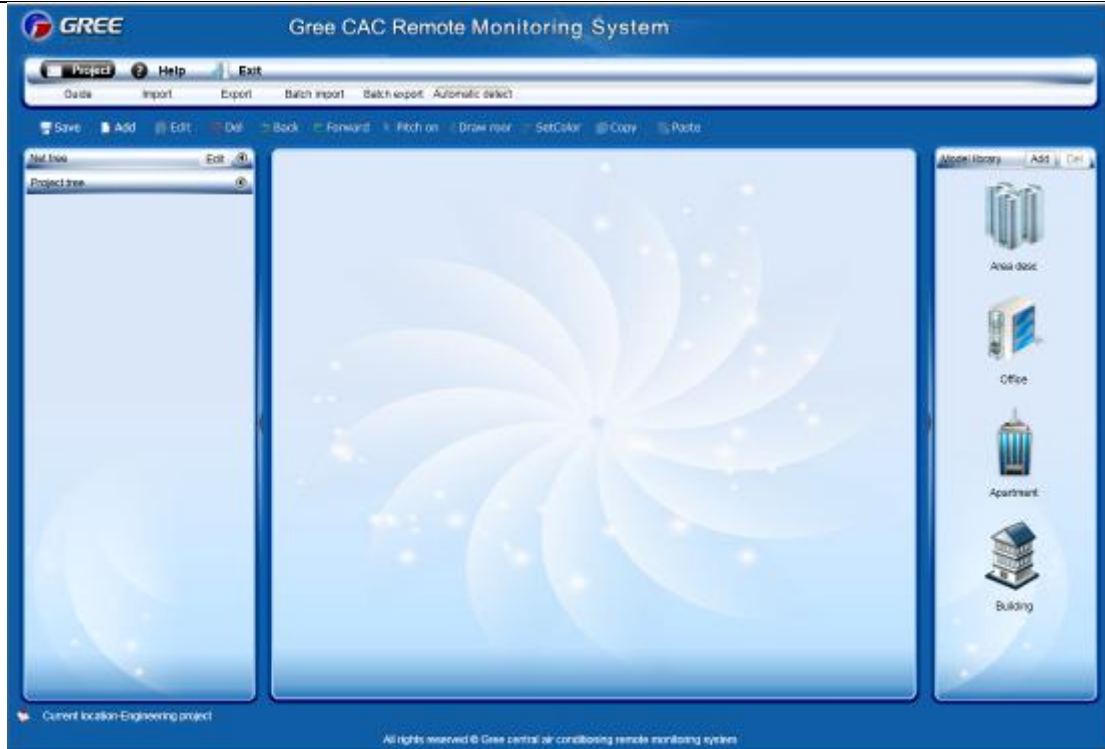 GREE
Gree CAC Remote Monitoring System
Project Help Exit
Guide Import Export Batch import Batch export Automatic detect
Save Add Edit Del Back Forward Pitch on Draw roor SetColor Copy Paste
Net tree Edit
Project tree
Model library Add Del
Area desc
Office
Apartment
Building
Current location-Engineering project
All rights reserved © Gree central air conditioning remote monitoring system